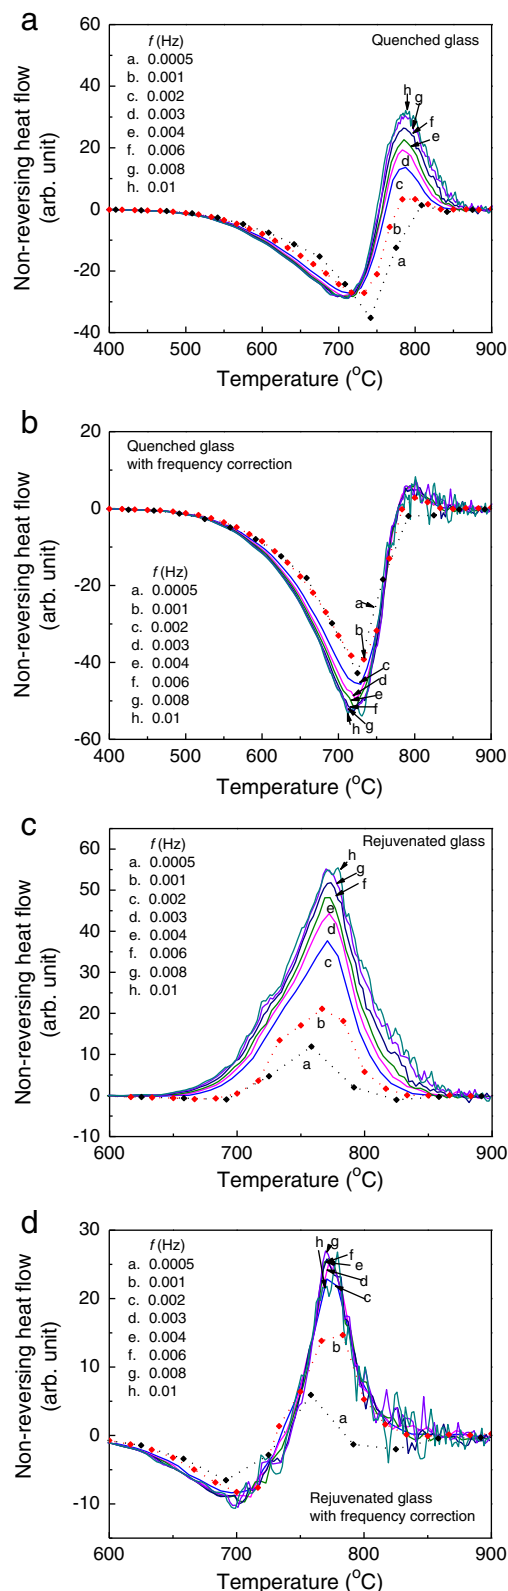 a
Quenched glass
f (Hz)
a. 0.0005
b. 0.001
c. 0.002
d. 0.003
e. 0.004
f. 0.006
g. 0.008
h. 0.01
h
g
f
e
d
c
b
a
60
40
20
0
-20
-40
400 500 600 700 800 900
Non-reversing heat flow
(arb. unit)
Temperature (°C)
b
Quenched glass
with frequency correction
f (Hz)
a. 0.0005
b. 0.001
c. 0.002
d. 0.003
e. 0.004
f. 0.006
g. 0.008
h. 0.01
a
b
c
d
e
f
g
h
20
0
-20
-40
-60
400 500 600 700 800 900
Non-reversing heat flow
(arb. unit)
Temperature (°C)
c
Rejuvenated glass
f (Hz)
a. 0.0005
b. 0.001
c. 0.002
d. 0.003
e. 0.004
f. 0.006
g. 0.008
h. 0.01
h
g
f
e
d
c
b
a
60
50
40
30
20
10
0
-10
600 700 800 900
Non-reversing heat flow
(arb. unit)
Temperature (°C)
d
f (Hz)
a. 0.0005
b. 0.001
c. 0.002
d. 0.003
e. 0.004
f. 0.006
g. 0.008
h. 0.01
h
g
f
e
d
c
b
a
Rejuvenated glass
with frequency correction
30
20
10
0
-10
600 700 800 900
Non-reversing heat flow
(arb. unit)
Temperature (°C)